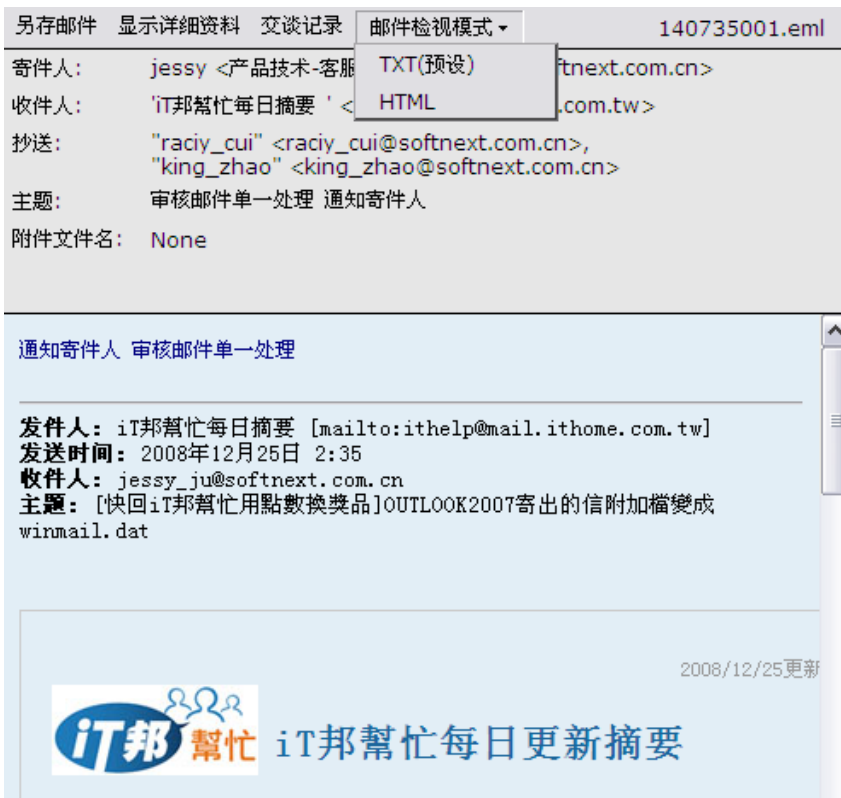 另存邮件 显示详细资料 交谈记录 邮件检视模式 140735001.eml
TXT(预设)
HTML
寄件人: jessy <产品技术-客服 ftnext.com.cn>
收件人: 'iT邦幫忙每日摘要 ' < .com.tw>
抄送: "raciy_cui" <raciy_cui@softnext.com.cn>,
"king_zhao" <king_zhao@softnext.com.cn>
主题: 审核邮件单一处理 通知寄件人
附件文件名: None
通知寄件人 审核邮件单一处理
发件人: iT邦幫忙每日摘要 [mailto:ithelp@mail.ithome.com.tw]
发送时间: 2008年12月25日 2:35
收件人: jessy_ju@softnext.com.cn
主题: [快回iT邦幫忙用點數換獎品]OUTLOOK2007寄出的信附加檔變成
winmail.dat
2008/12/25更新
iT邦幫忙 iT邦幫忙每日更新摘要